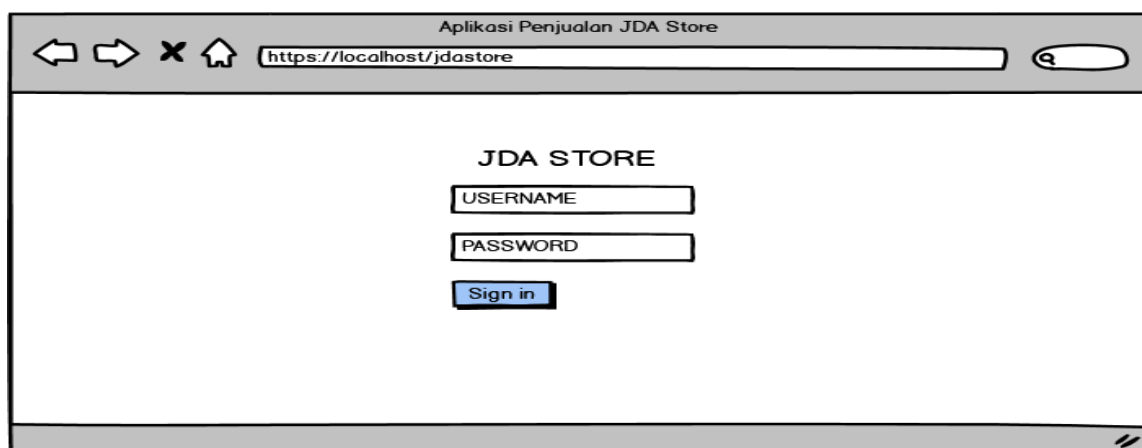 Aplikasi Penjualan JDA Store
https://localhost/jdastore
JDA STORE
USERNAME
PASSWORD
Sign in